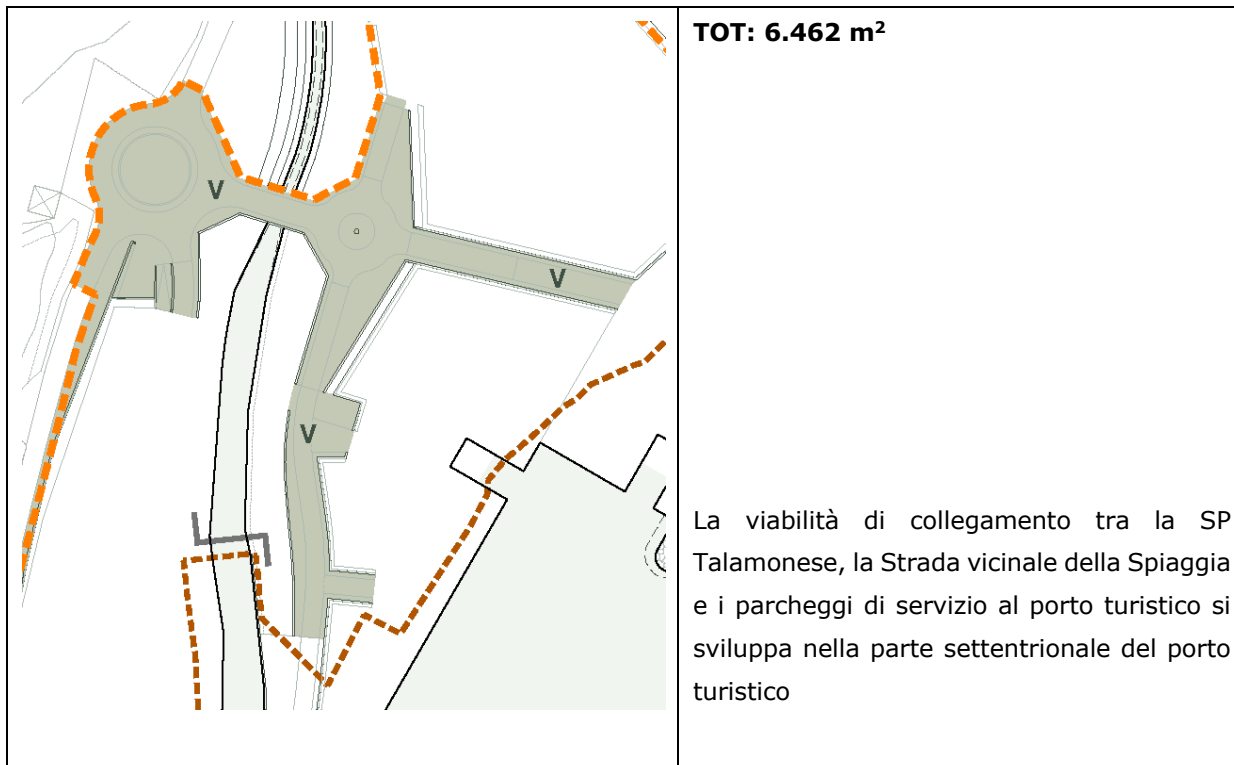 TOT: 6.462 m²
V
V
V
La viabilità di collegamento tra la SP
Talamonese, la Strada vicinale della Spiaggia
e i parcheggi di servizio al porto turistico si
sviluppa nella parte settentrionale del porto
turistico